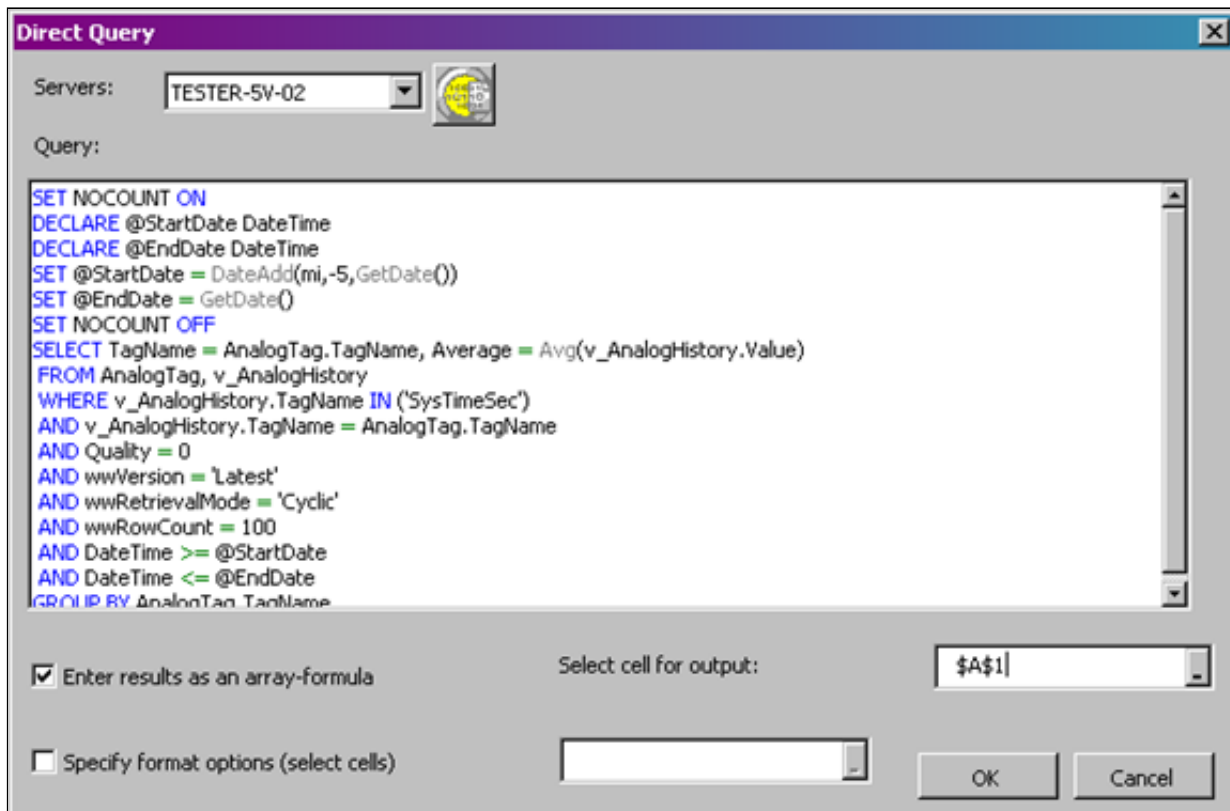 Direct Query
Servers:
TESTER-5V-02
Query:
SET NOCOUNT ON
DECLARE @StartDate DateTime
DECLARE @EndDate DateTime
SET @StartDate = DateAdd(mi,-5,GetDate())
SET @EndDate = GetDate()
SET NOCOUNT OFF
SELECT TagName = AnalogTag.TagName, Average = Avg(v_AnalogHistory.Value)
FROM AnalogTag, v_AnalogHistory
WHERE v_AnalogHistory.TagName IN ('SysTimeSec')
AND v_AnalogHistory.TagName = AnalogTag.TagName
AND Quality = 0
AND wwVersion = 'Latest'
AND wwRetrievalMode = 'Cyclic'
AND wwRowCount = 100
AND DateTime >= @StartDate
AND DateTime <= @EndDate
GROUP BY AnalogTag.TagName
Enter results as an array-formula
Select cell for output:
$A$1
Specify format options (select cells)
OK
Cancel